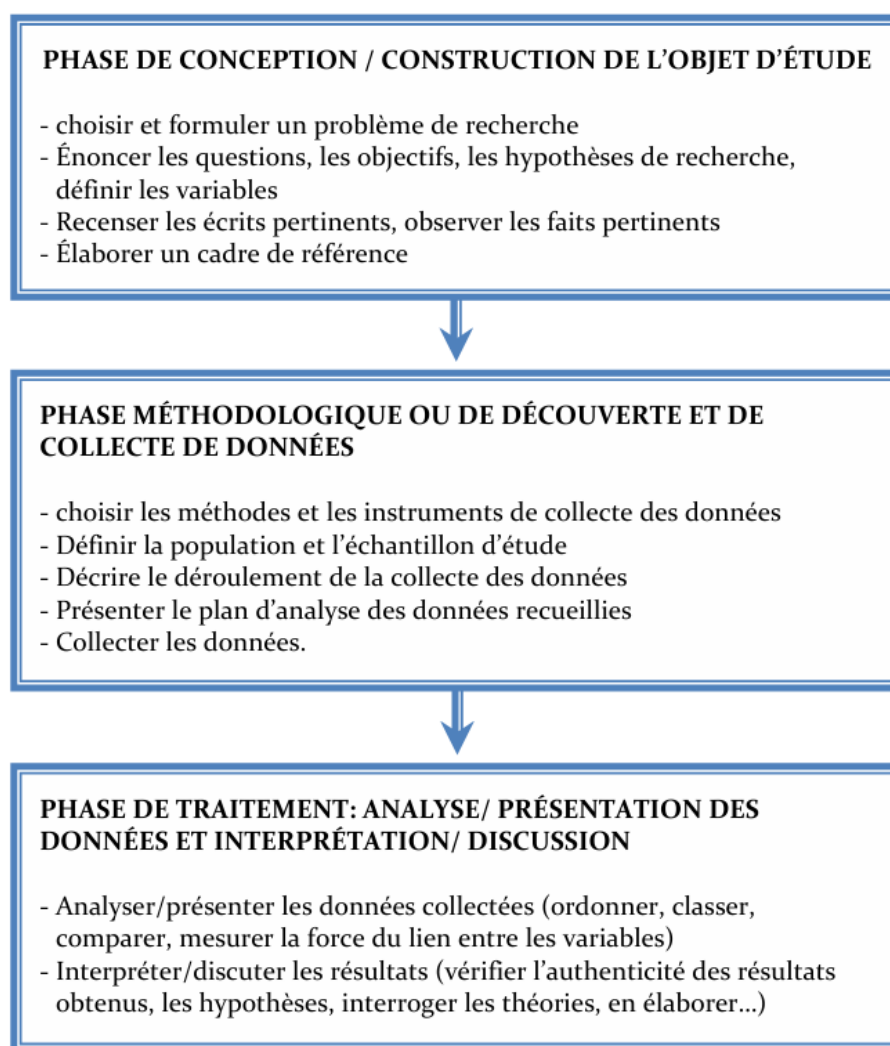 PHASE DE CONCEPTION / CONSTRUCTION DE L’OBJET D’ÉTUDE
- choisir et formuler un problème de recherche
- Énoncer les questions, les objectifs, les hypothèses de recherche,
définir les variables
- Recenser les écrits pertinents, observer les faits pertinents
- Élaborer un cadre de référence
PHASE MÉTHODOLOGIQUE OU DE DÉCOUVERTE ET DE
COLLECTE DE DONNÉES
- choisir les méthodes et les instruments de collecte des données
- Définir la population et l’échantillon d’étude
- Décrire le déroulement de la collecte des données
- Présenter le plan d’analyse des données recueillies
- Collecter les données.
PHASE DE TRAITEMENT: ANALYSE/ PRÉSENTATION DES
DONNÉES ET INTERPRÉTATION/ DISCUSSION
- Analyser/présenter les données collectées (ordonner, classer,
comparer, mesurer la force du lien entre les variables)
- Interpréter/discuter les résultats (vérifier l’authenticité des résultats
obtenus, les hypothèses, interroger les théories, en élaborer...)